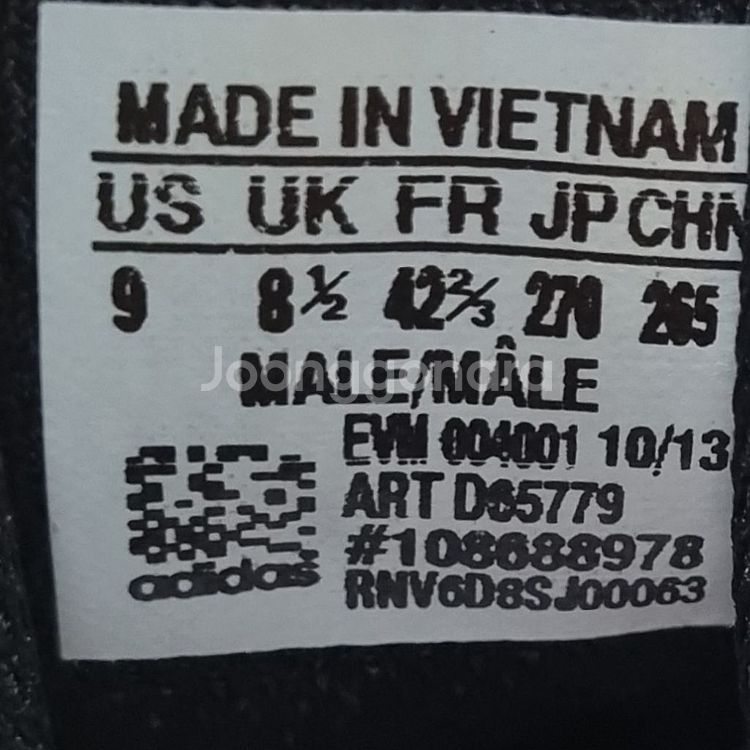 MADE IN VIETNAM
US UK FR JP CHN
9 8½ 42⅔ 270 265
MALE/MÂLE
Joonggonara
EVM 004001 10/13
ART D65779
#108688978
adidas
RNV6D8SJ00063